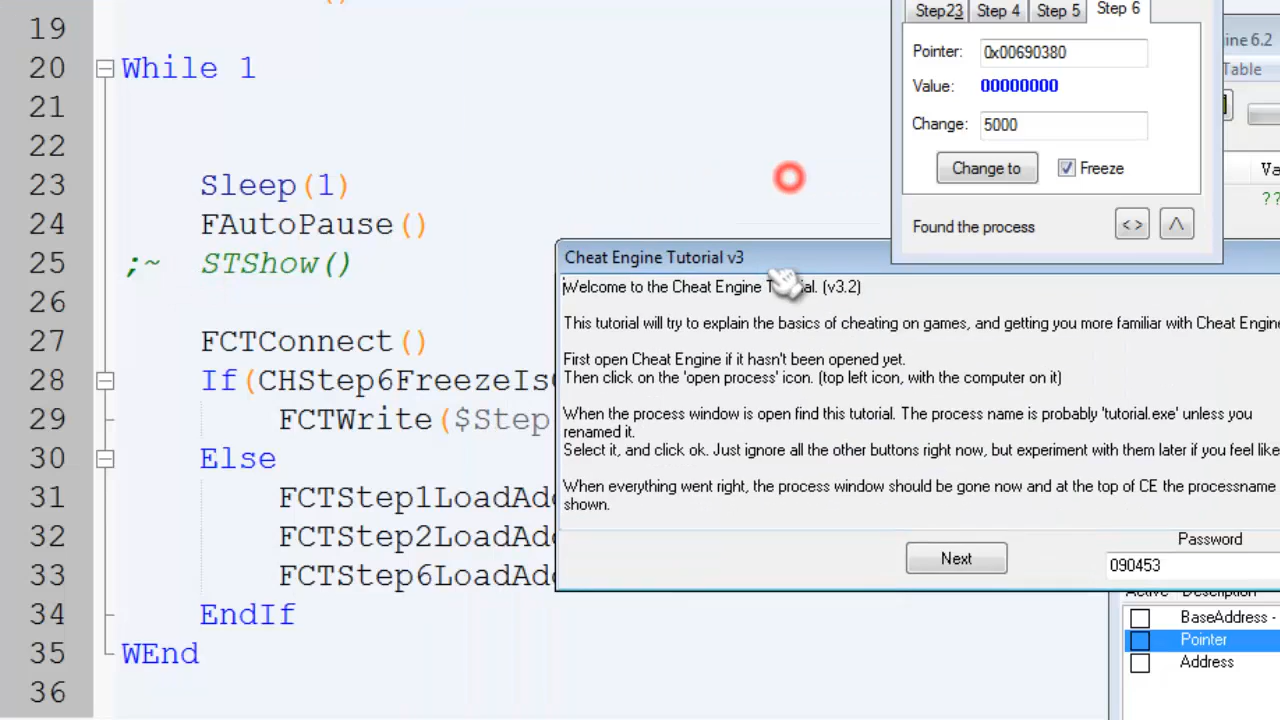 19
20 While 1
21
22
23 Sleep(1)
24 FAutoPause()
25 ;~ STShow()
26
27 FCTConnect()
28 If(CHStep6FreezeIs
29 FCTWrite($Step
30 Else
31 FCTStep1LoadAd
32 FCTStep2LoadAd
33 FCTStep6LoadAd
34 EndIf
35 WEnd
36
Step23 Step 4 Step 5 Step 6
Pointer: 0x00690380
Value: 00000000
Change: 5000
Change to Freeze
Found the process <> ^
ine 6.2
Table
Va
??
Cheat Engine Tutorial v3
Welcome to the Cheat Engine (v3.2)
This tutorial will try to explain the basics of cheating on games, and getting you more familiar with Cheat Engine
First open Cheat Engine if it hasn't been opened yet.
Then click on the 'open process' icon. (top left icon, with the computer on it)
When the process window is open find this tutorial. The process name is probably 'tutorial.exe' unless you
renamed it.
Select it, and click ok. Just ignore all the other buttons right now, but experiment with them later if you feel like
When everything went right, the process window should be gone now and at the top of CE the processname
shown.
Next
Password
090453
Active Description
BaseAddress -
Pointer
Address